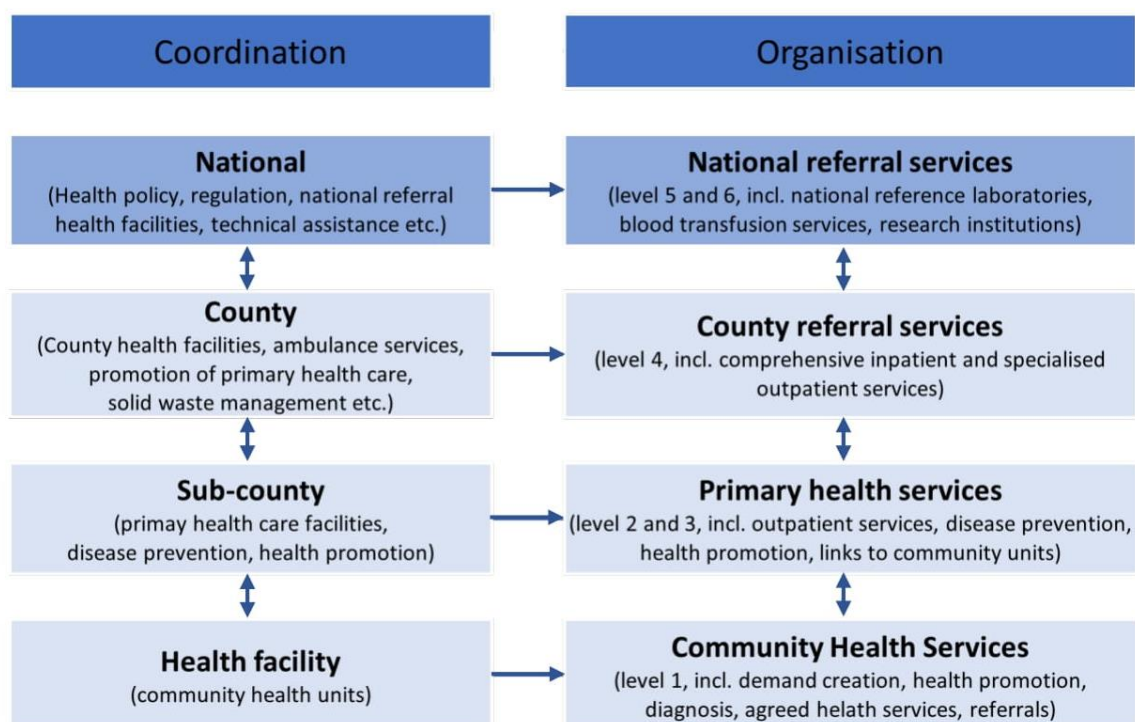 Coordination
Organisation
National
(Health policy, regulation, national referral
health facilities, technical assistance etc.)
National referral services
(level 5 and 6, incl. national reference laboratories,
blood transfusion services, research institutions)
County
(County health facilities, ambulance services,
promotion of primary health care,
solid waste management etc.)
County referral services
(level 4, incl. comprehensive inpatient and specialised
outpatient services)
Sub-county
(primay health care facilities,
disease prevention, health promotion)
Primary health services
(level 2 and 3, incl. outpatient services, disease prevention,
health promotion, links to community units)
Health facility
(community health units)
Community Health Services
(level 1, incl. demand creation, health promotion,
diagnosis, agreed helath services, referrals)